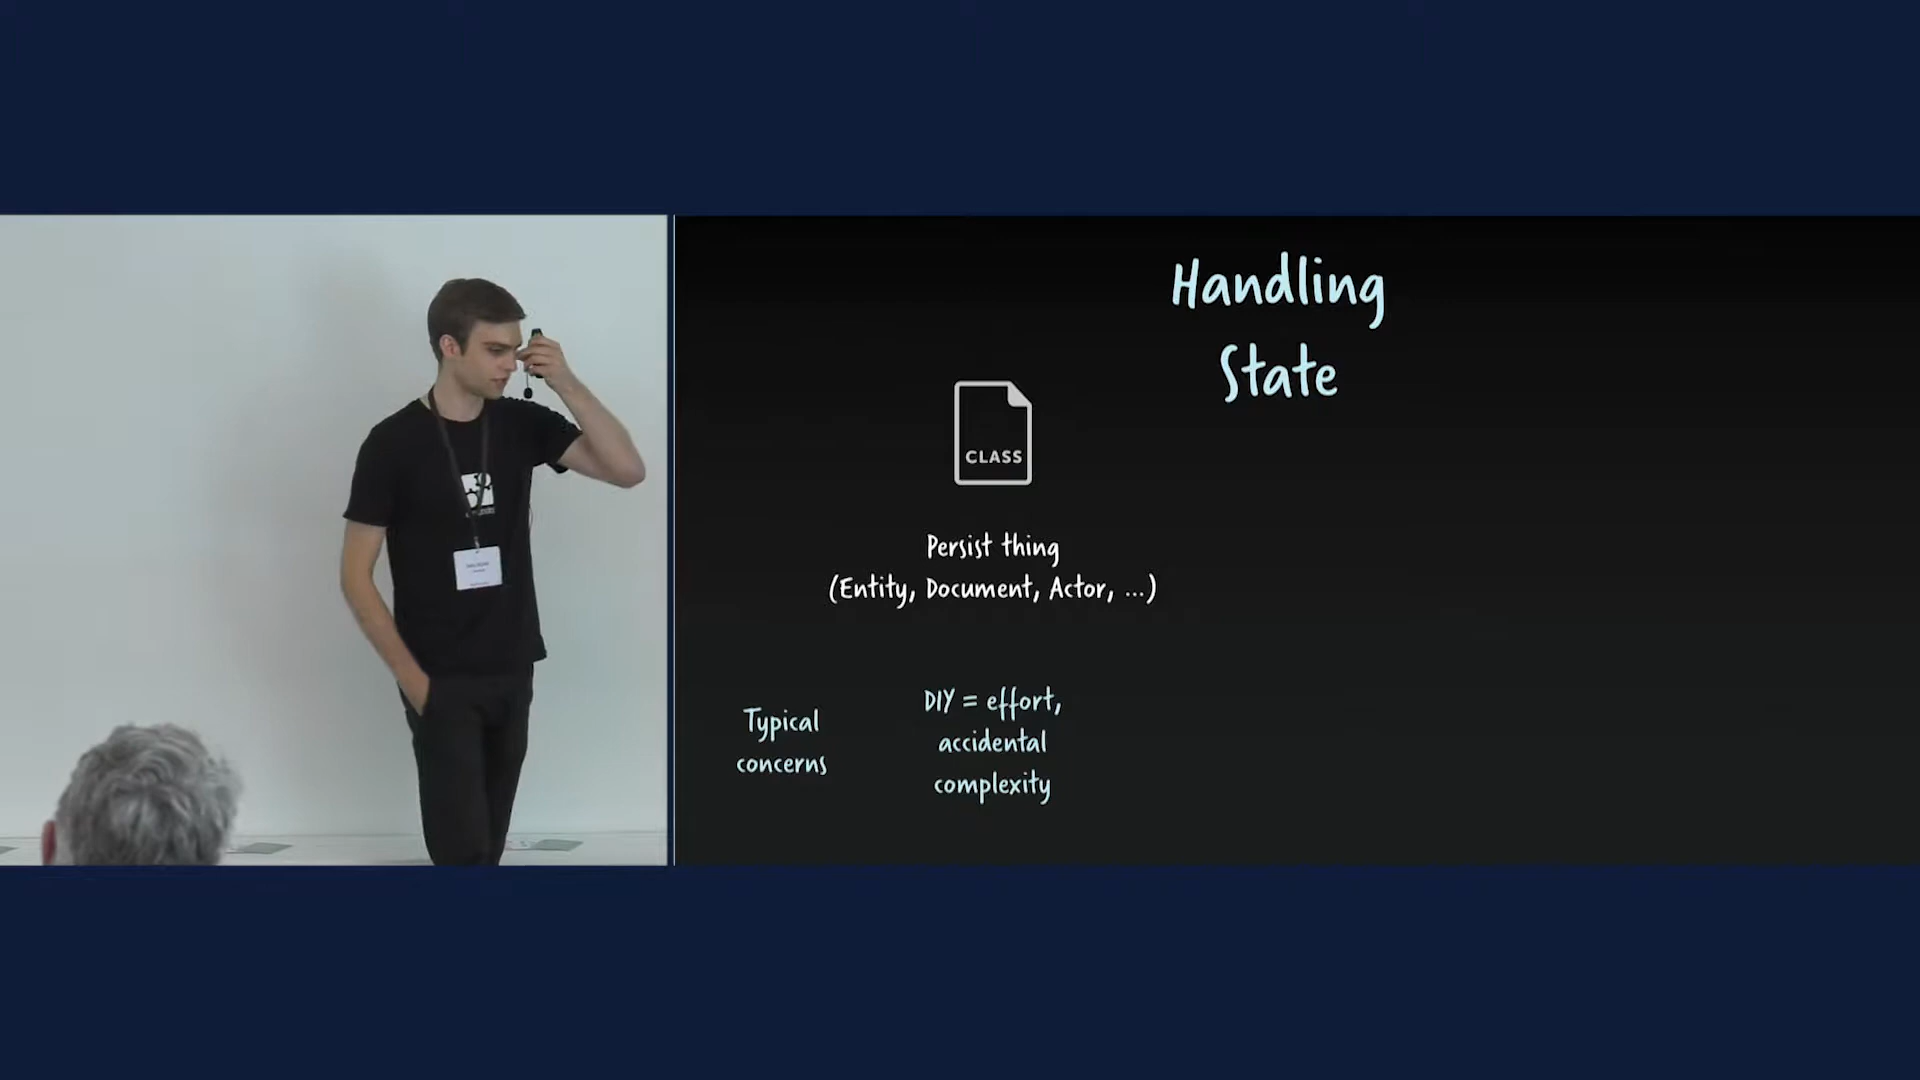 Handling
State
CLASS
Persist thing
(Entity, Document, Actor, ...)
Typical
concerns
DIY = effort,
accidental
complexity